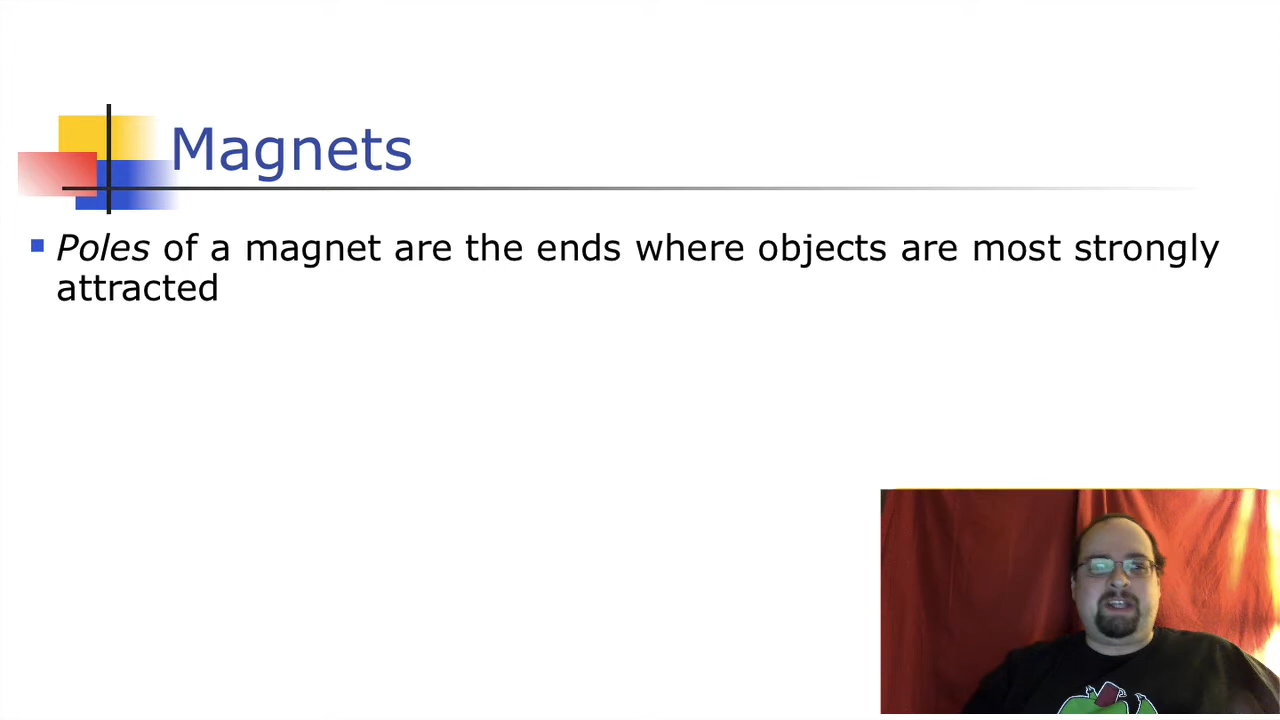 Magnets
Poles of a magnet are the ends where objects are most strongly
attracted